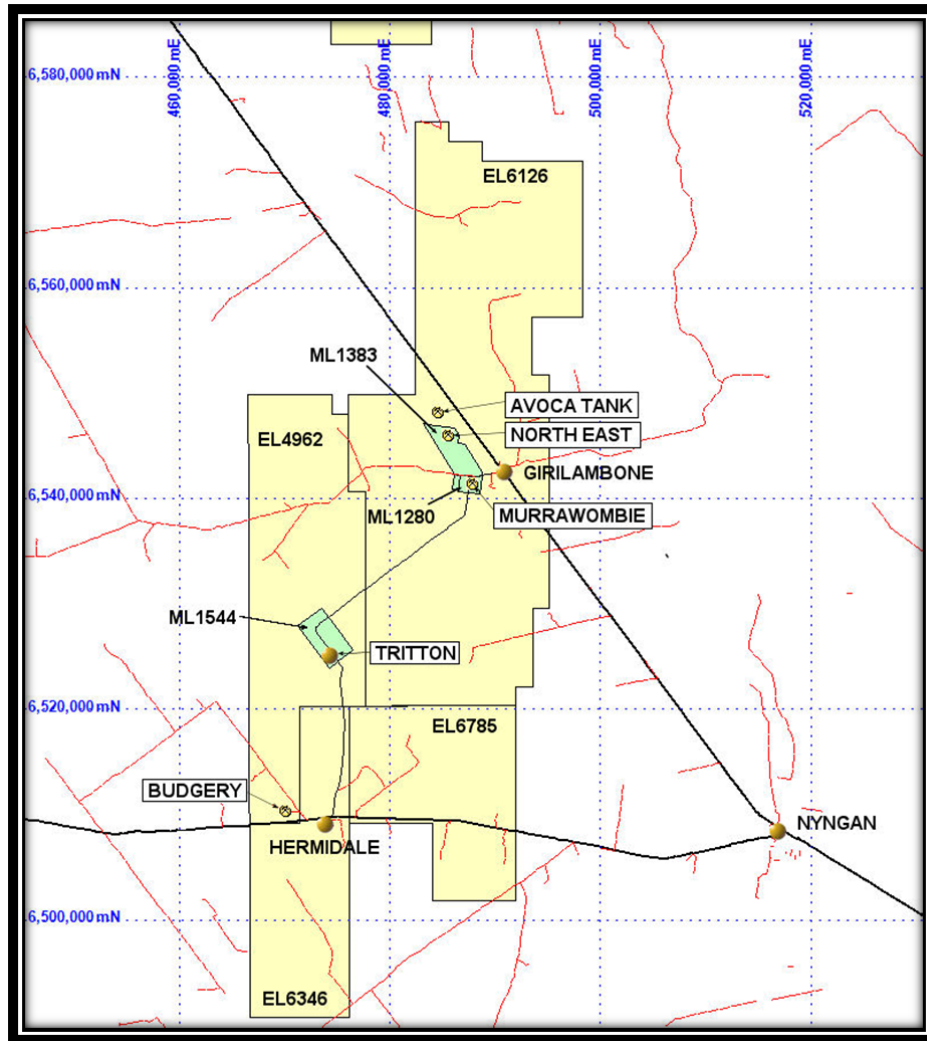 460,000 mE
480,000 mE
500,000 mE
520,000 mE
6,580,000 mN
EL6126
6,560,000 mN
ML1383
AVOCA TANK
NORTH EAST
EL4962
GIRILAMBONE
6,540,000 mN
ML1280
MURRAWOMBIE
ML1544
TRITTON
6,520,000 mN
EL6785
BUDGERY
NYNGAN
HERMIDALE
6,500,000 mN
EL6346